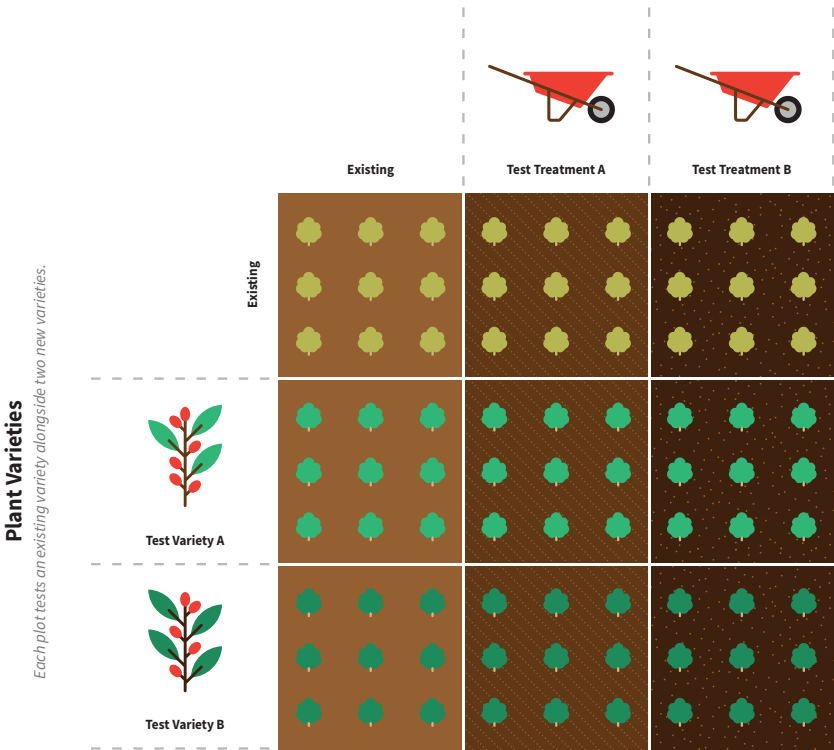 Existing
Test Treatment A
Test Treatment B
Plant Varieties
Each plot tests an existing variety alongside two new varieties.
Existing
Test Variety A
Test Variety B